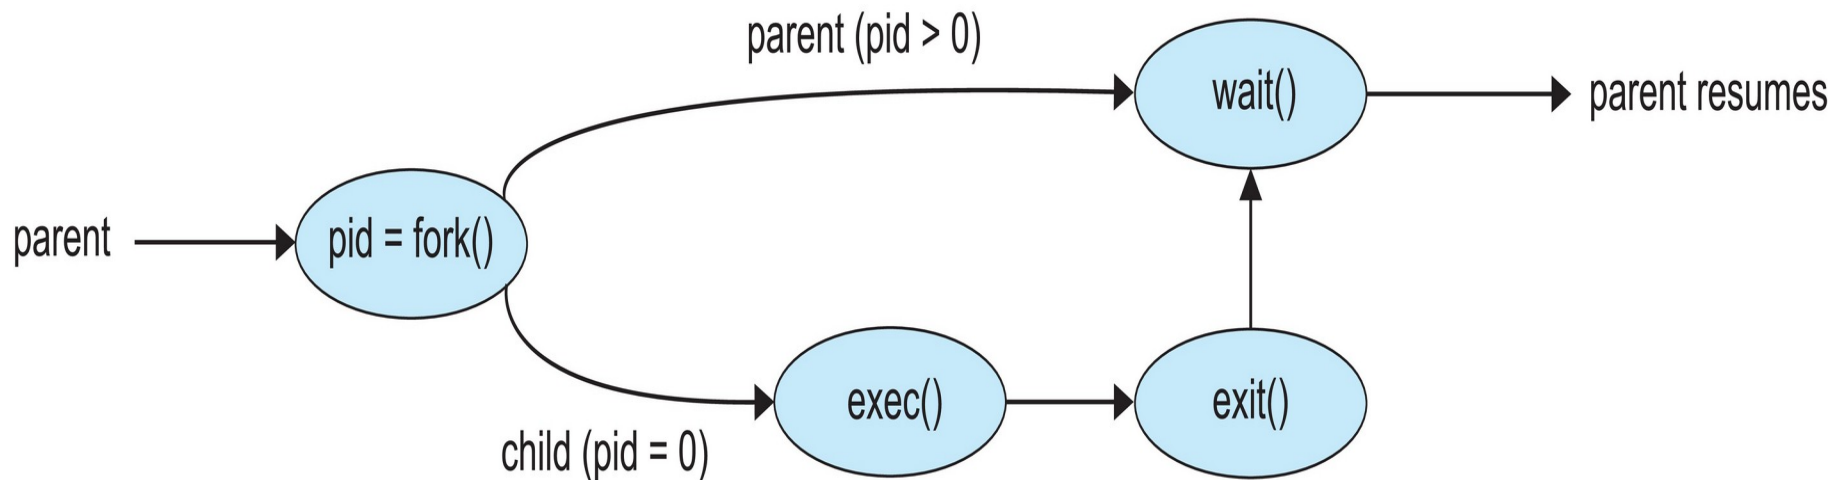 parent (pid > 0)
wait()
parent resumes
parent
pid = fork()
exec()
exit()
child (pid = 0)